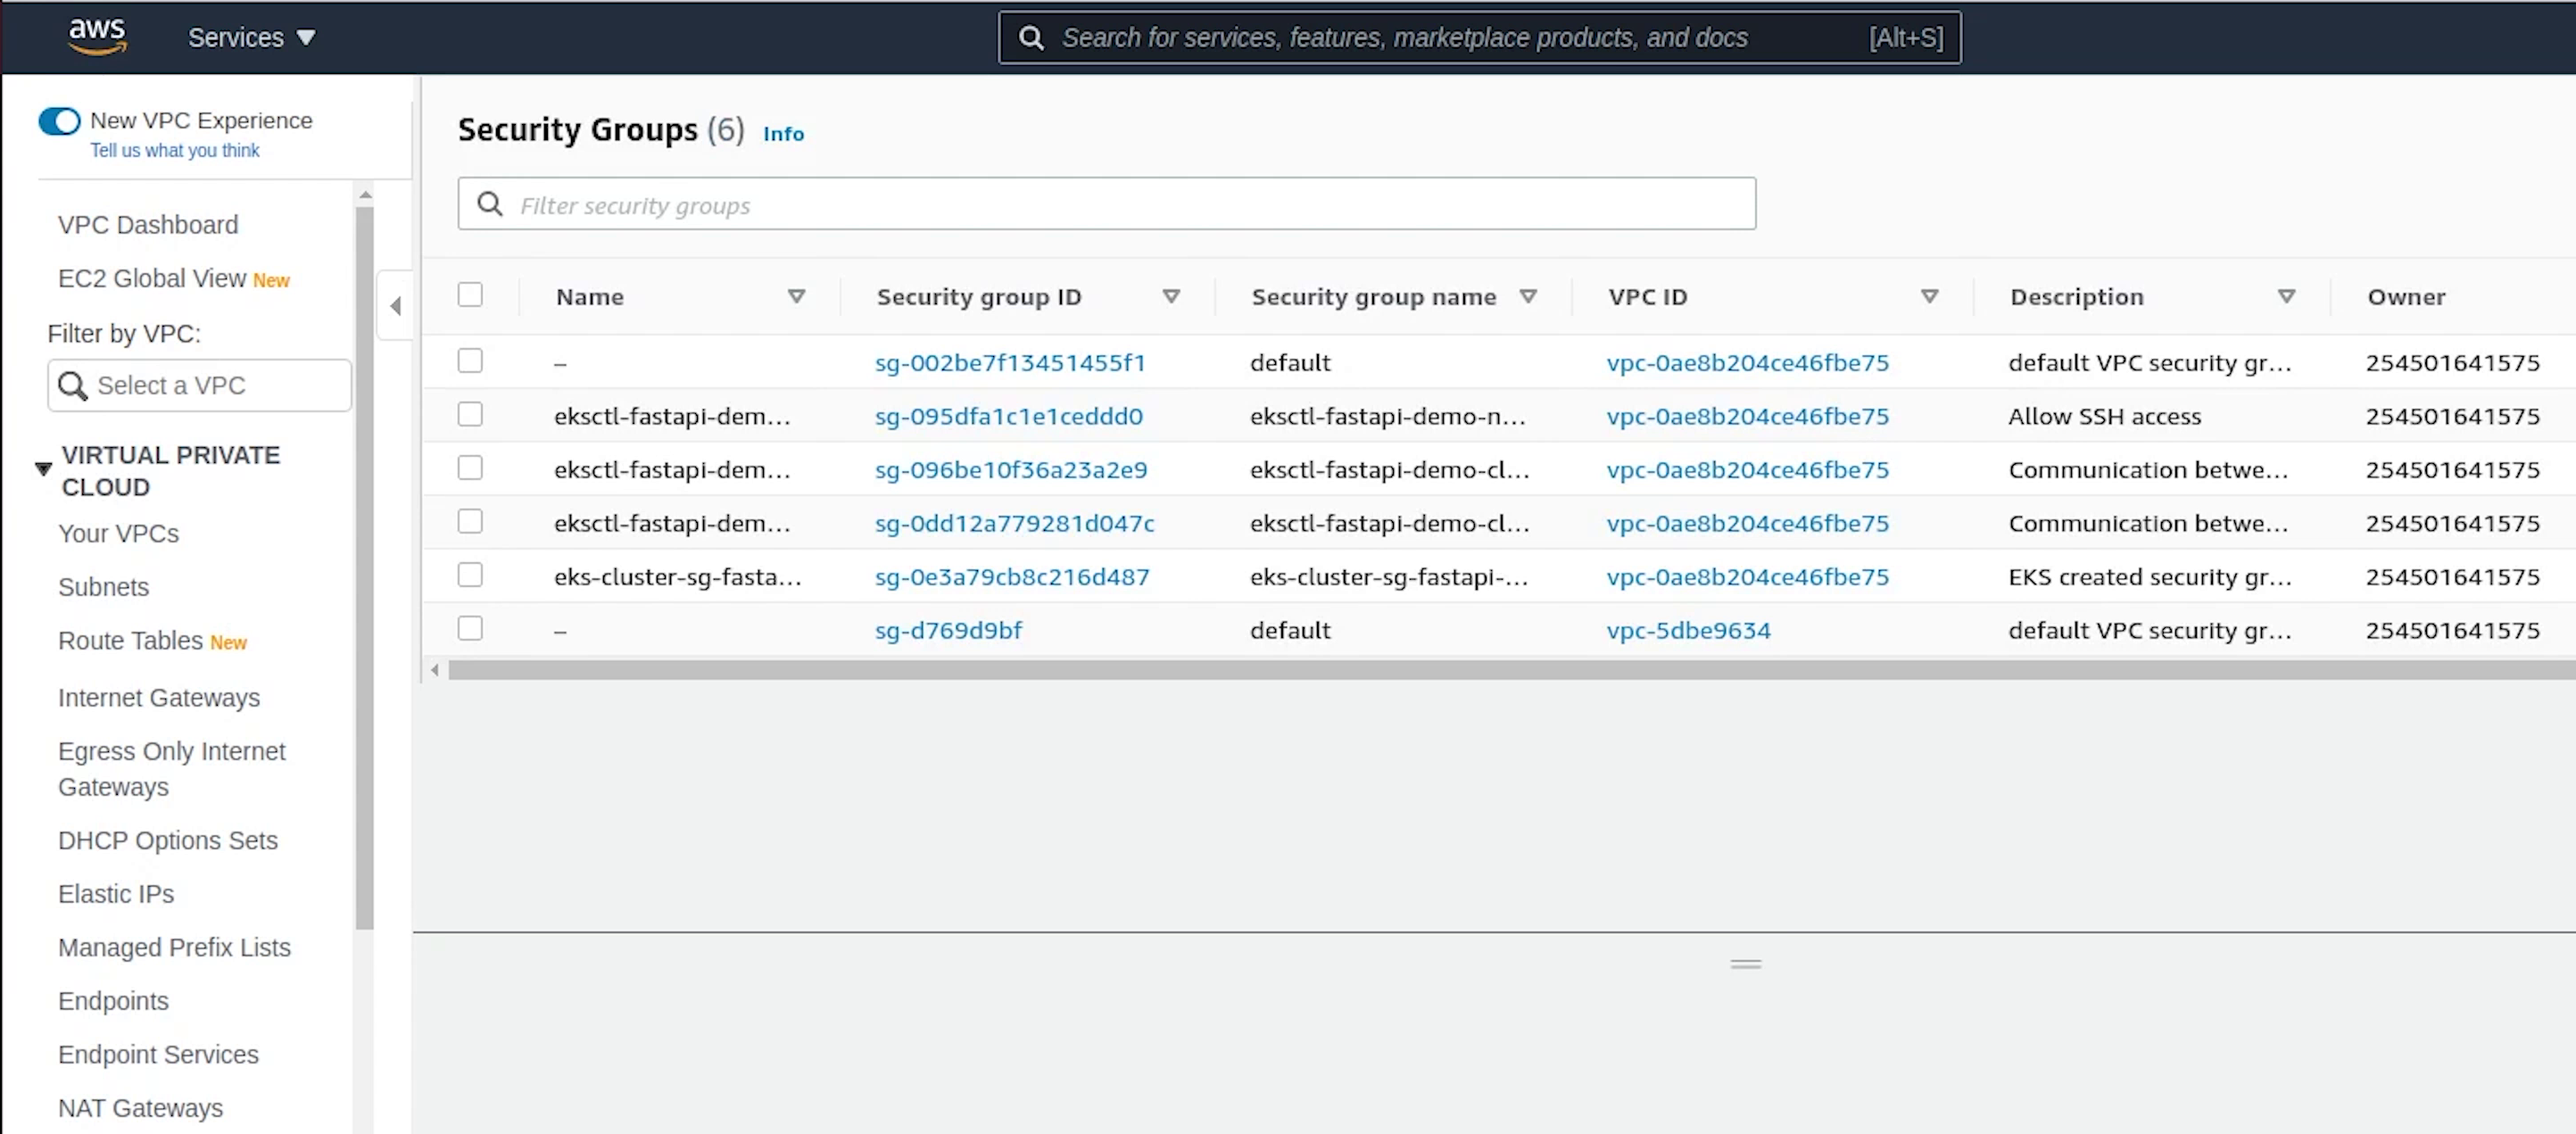 aws Services Search for services, features, marketplace products, and docs [Alt+S]
New VPC Experience
Tell us what you think
VPC Dashboard
EC2 Global View New
Filter by VPC:
Select a VPC
VIRTUAL PRIVATE
CLOUD
Your VPCs
Subnets
Route Tables New
Internet Gateways
Egress Only Internet
Gateways
DHCP Options Sets
Elastic IPs
Managed Prefix Lists
Endpoints
Endpoint Services
NAT Gateways
Security Groups (6) Info
Filter security groups
Name Security group ID Security group name VPC ID Description Owner
– sg-002be7f13451455f1 default vpc-0ae8b204ce46fbe75 default VPC security gr... 254501641575
eksctl-fastapi-dem... sg-095dfa1c1e1ceddd0 eksctl-fastapi-demo-n... vpc-0ae8b204ce46fbe75 Allow SSH access 254501641575
eksctl-fastapi-dem... sg-096be10f36a23a2e9 eksctl-fastapi-demo-cl... vpc-0ae8b204ce46fbe75 Communication betwe... 254501641575
eksctl-fastapi-dem... sg-0dd12a779281d047c eksctl-fastapi-demo-cl... vpc-0ae8b204ce46fbe75 Communication betwe... 254501641575
eks-cluster-sg-fasta... sg-0e3a79cb8c216d487 eks-cluster-sg-fastapi-... vpc-0ae8b204ce46fbe75 EKS created security gr... 254501641575
– sg-d769d9bf default vpc-5dbe9634 default VPC security gr... 254501641575